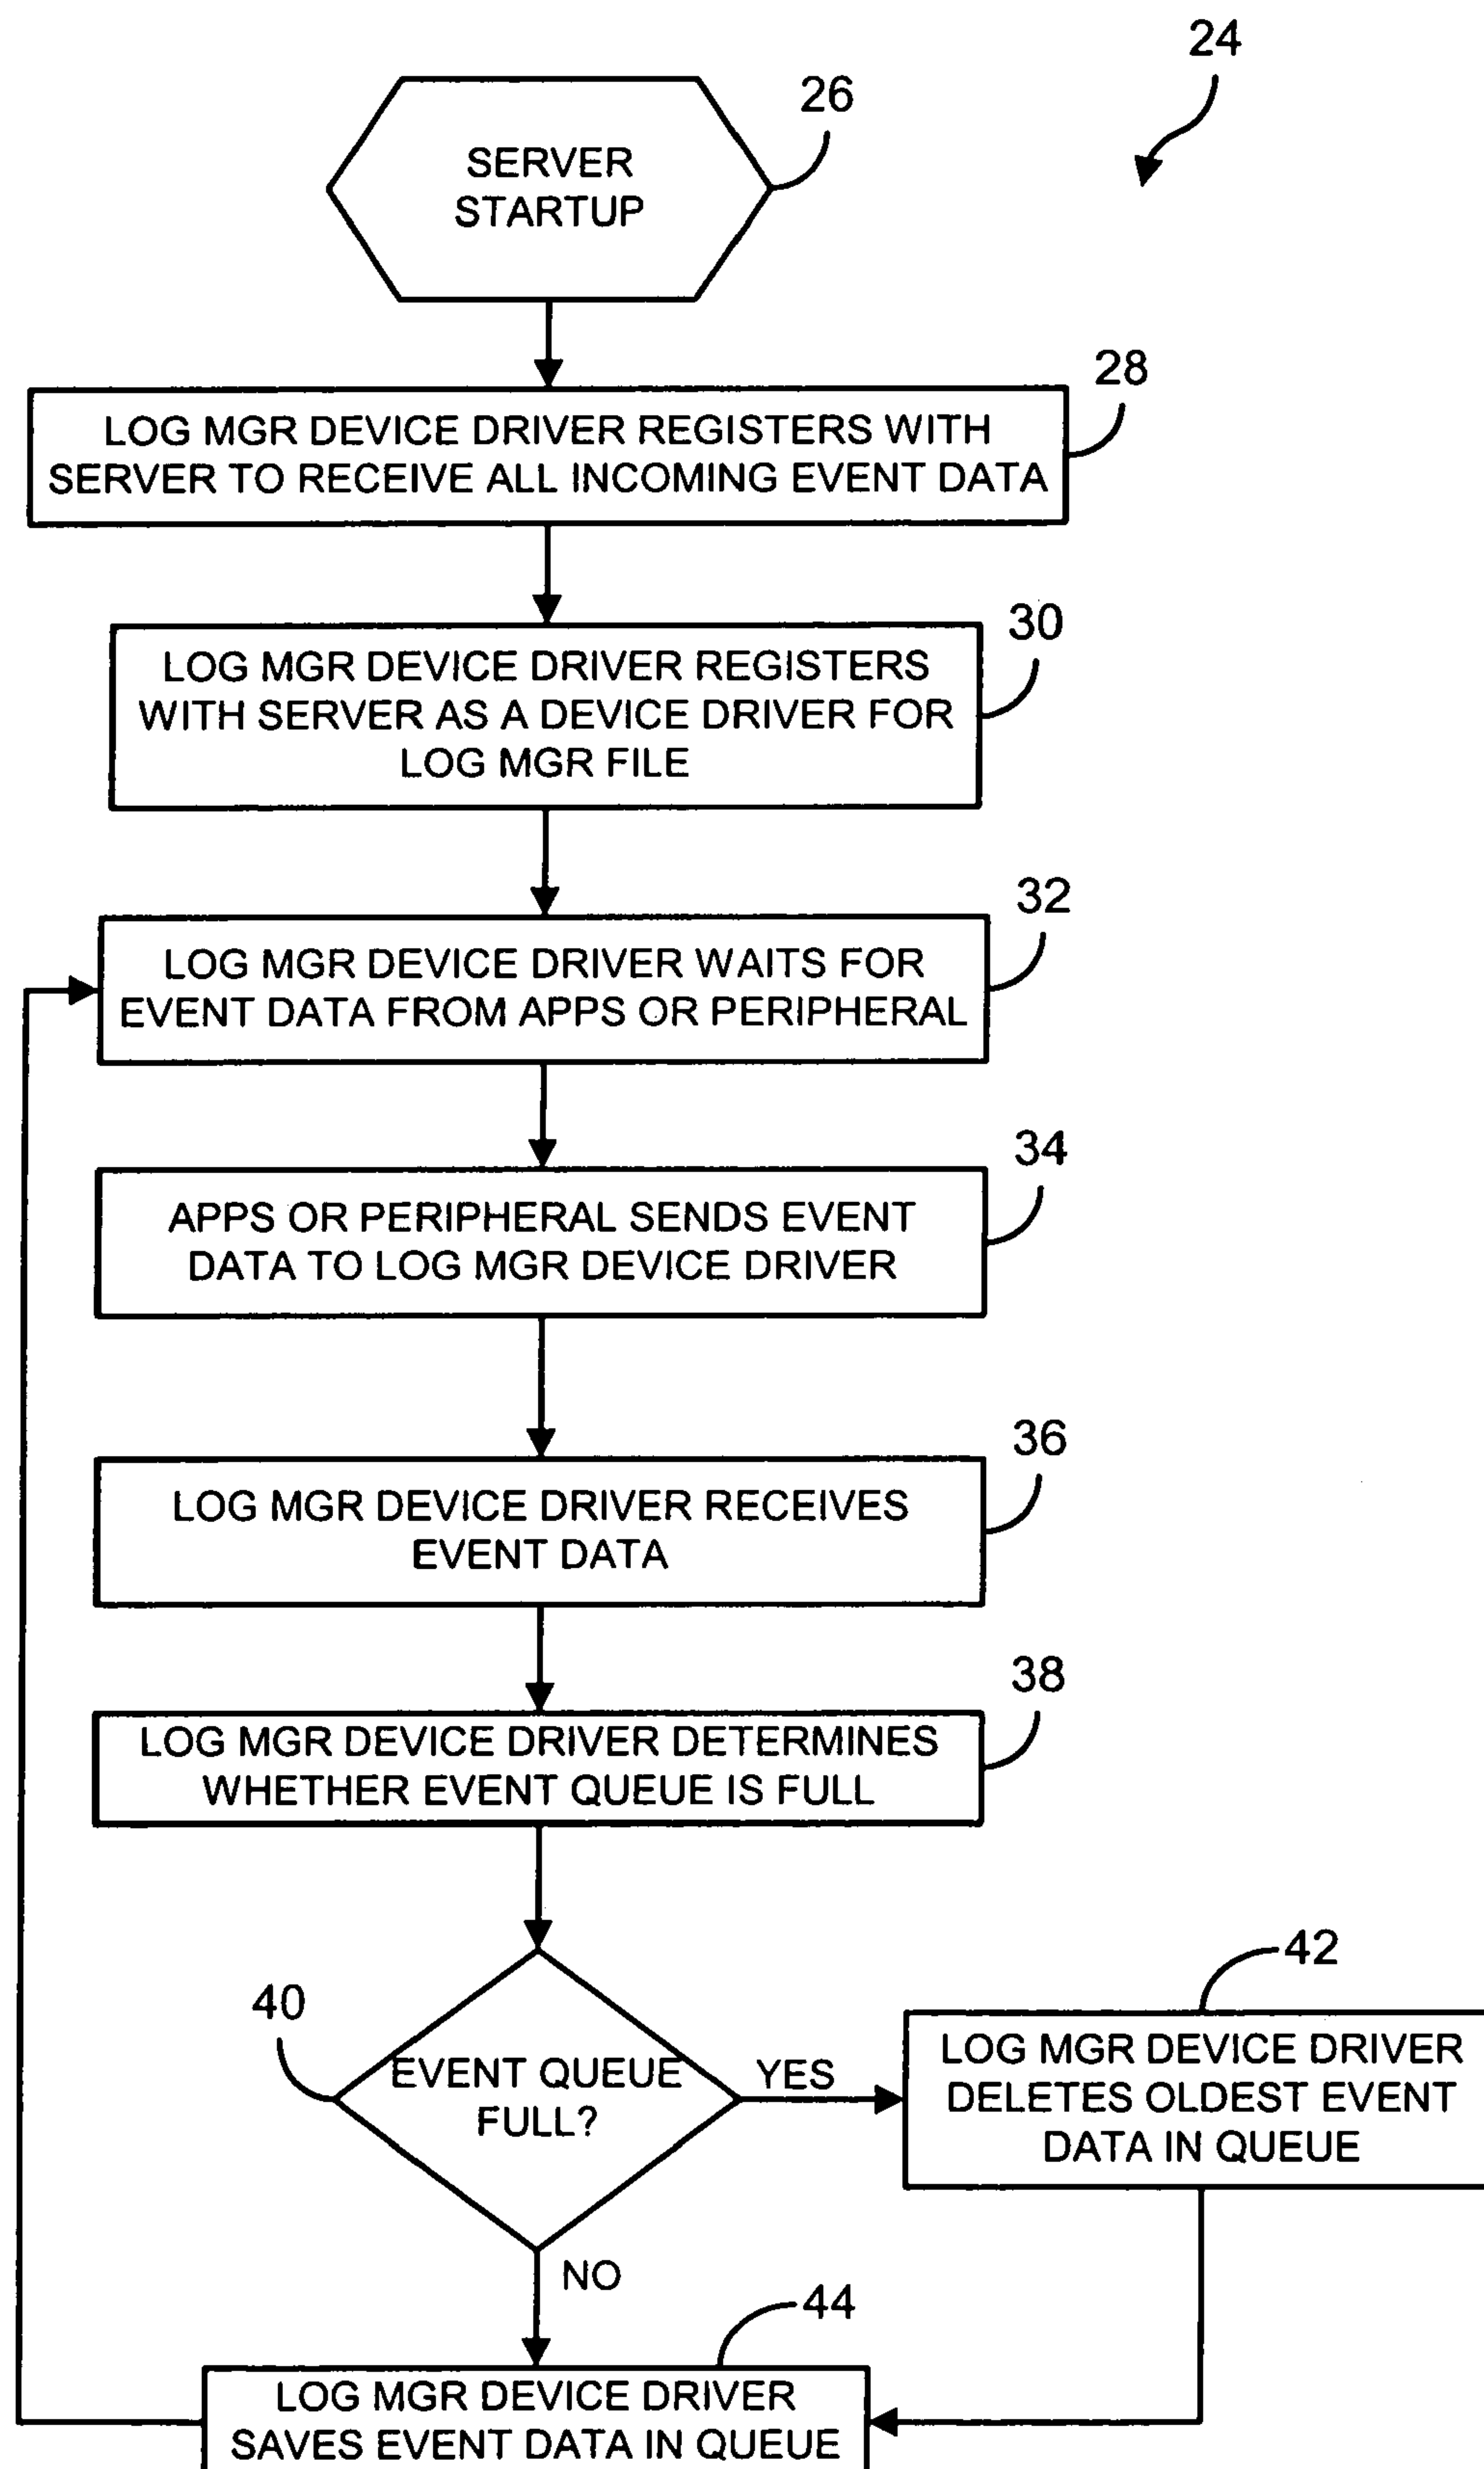 24
26
SERVER
STARTUP
28
LOG MGR DEVICE DRIVER REGISTERS WITH
SERVER TO RECEIVE ALL INCOMING EVENT DATA
30
LOG MGR DEVICE DRIVER REGISTERS
WITH SERVER AS A DEVICE DRIVER FOR
LOG MGR FILE
32
LOG MGR DEVICE DRIVER WAITS FOR
EVENT DATA FROM APPS OR PERIPHERAL
34
APPS OR PERIPHERAL SENDS EVENT
DATA TO LOG MGR DEVICE DRIVER
36
LOG MGR DEVICE DRIVER RECEIVES
EVENT DATA
38
LOG MGR DEVICE DRIVER DETERMINES
WHETHER EVENT QUEUE IS FULL
40
EVENT QUEUE
FULL?
YES
42
LOG MGR DEVICE DRIVER
DELETES OLDEST EVENT
DATA IN QUEUE
NO
44
LOG MGR DEVICE DRIVER
SAVES EVENT DATA IN QUEUE